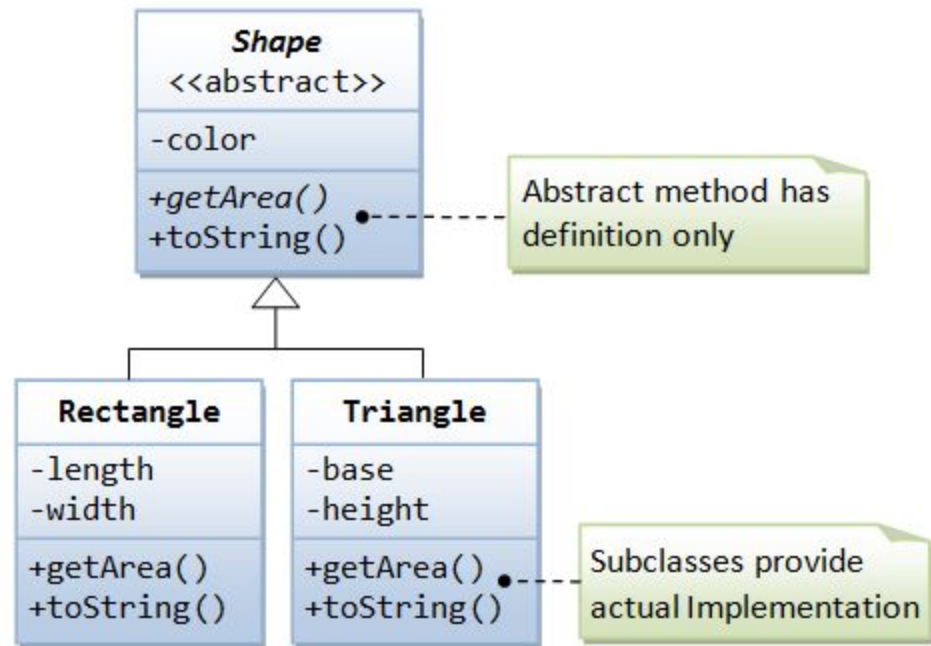 Shape
<<abstract>>
-color
+getArea()
+toString()
Abstract method has
definition only
Rectangle
-length
-width
+getArea()
+toString()
Triangle
-base
-height
+getArea()
+toString()
Subclasses provide
actual Implementation